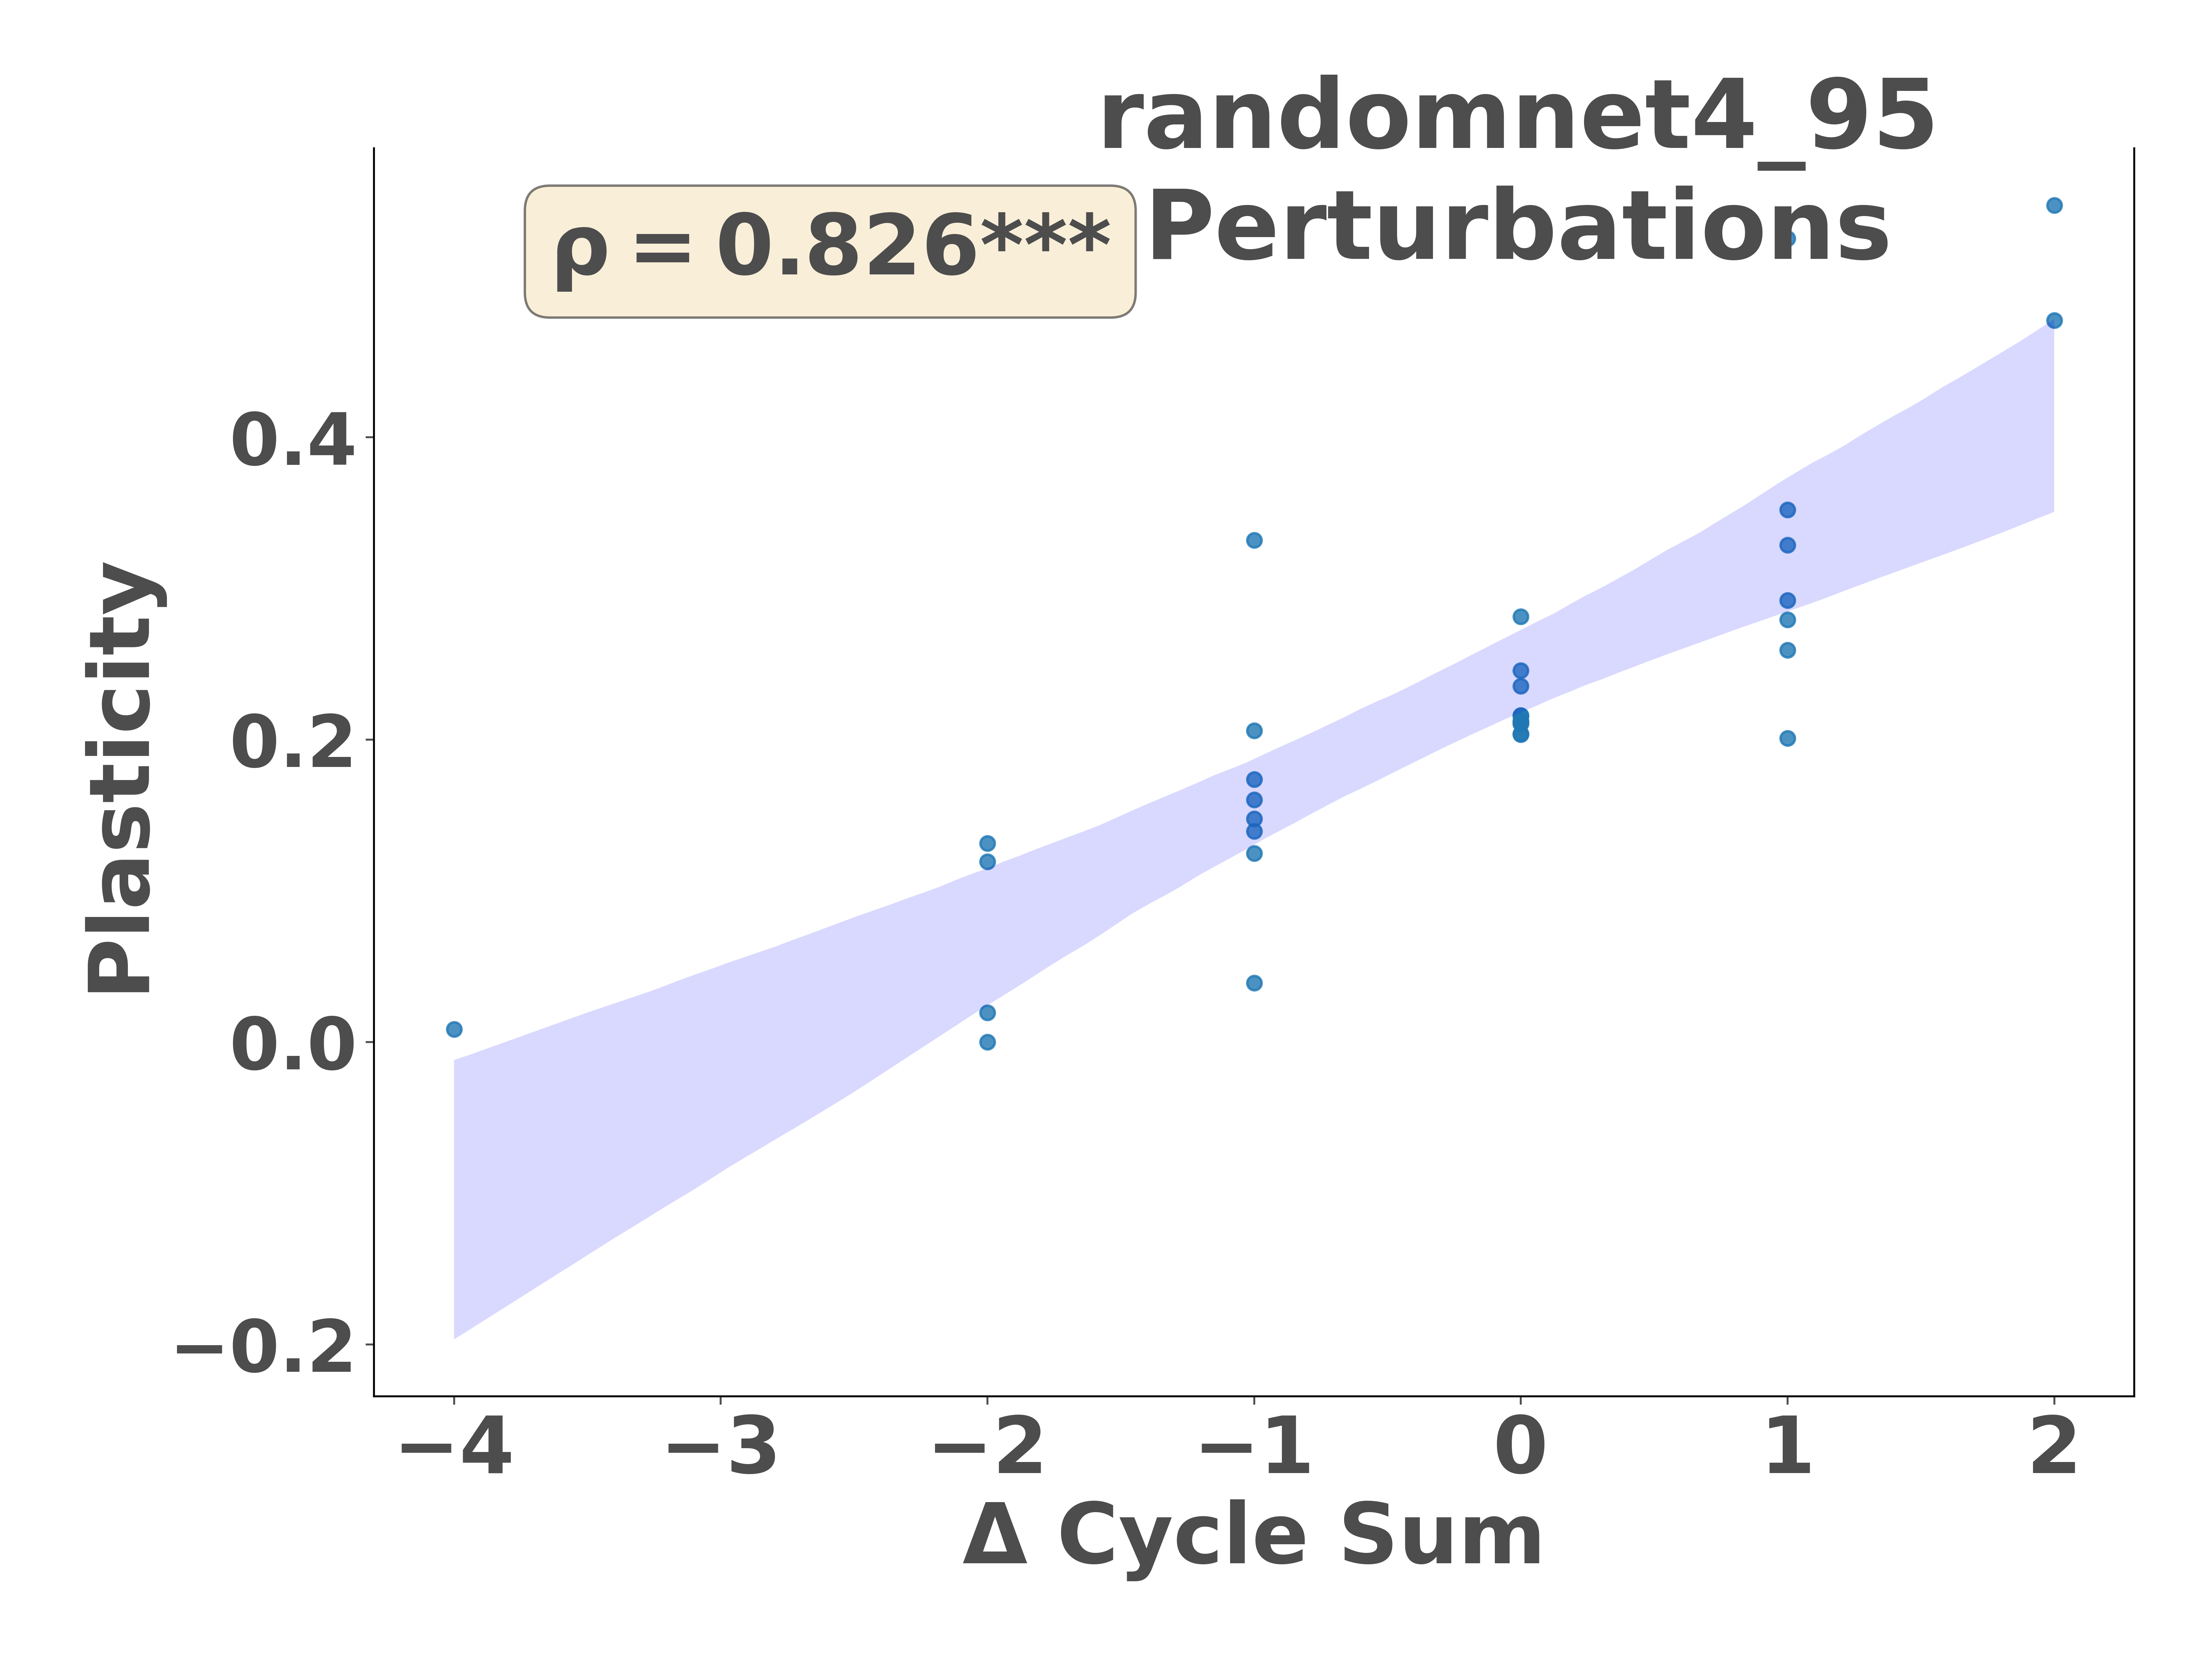 randomnet4_95
Perturbations
ρ = 0.826***
Plasticity
0.4
0.2
0.0
−0.2
−4 −3 −2 −1 0 1 2
Δ Cycle Sum